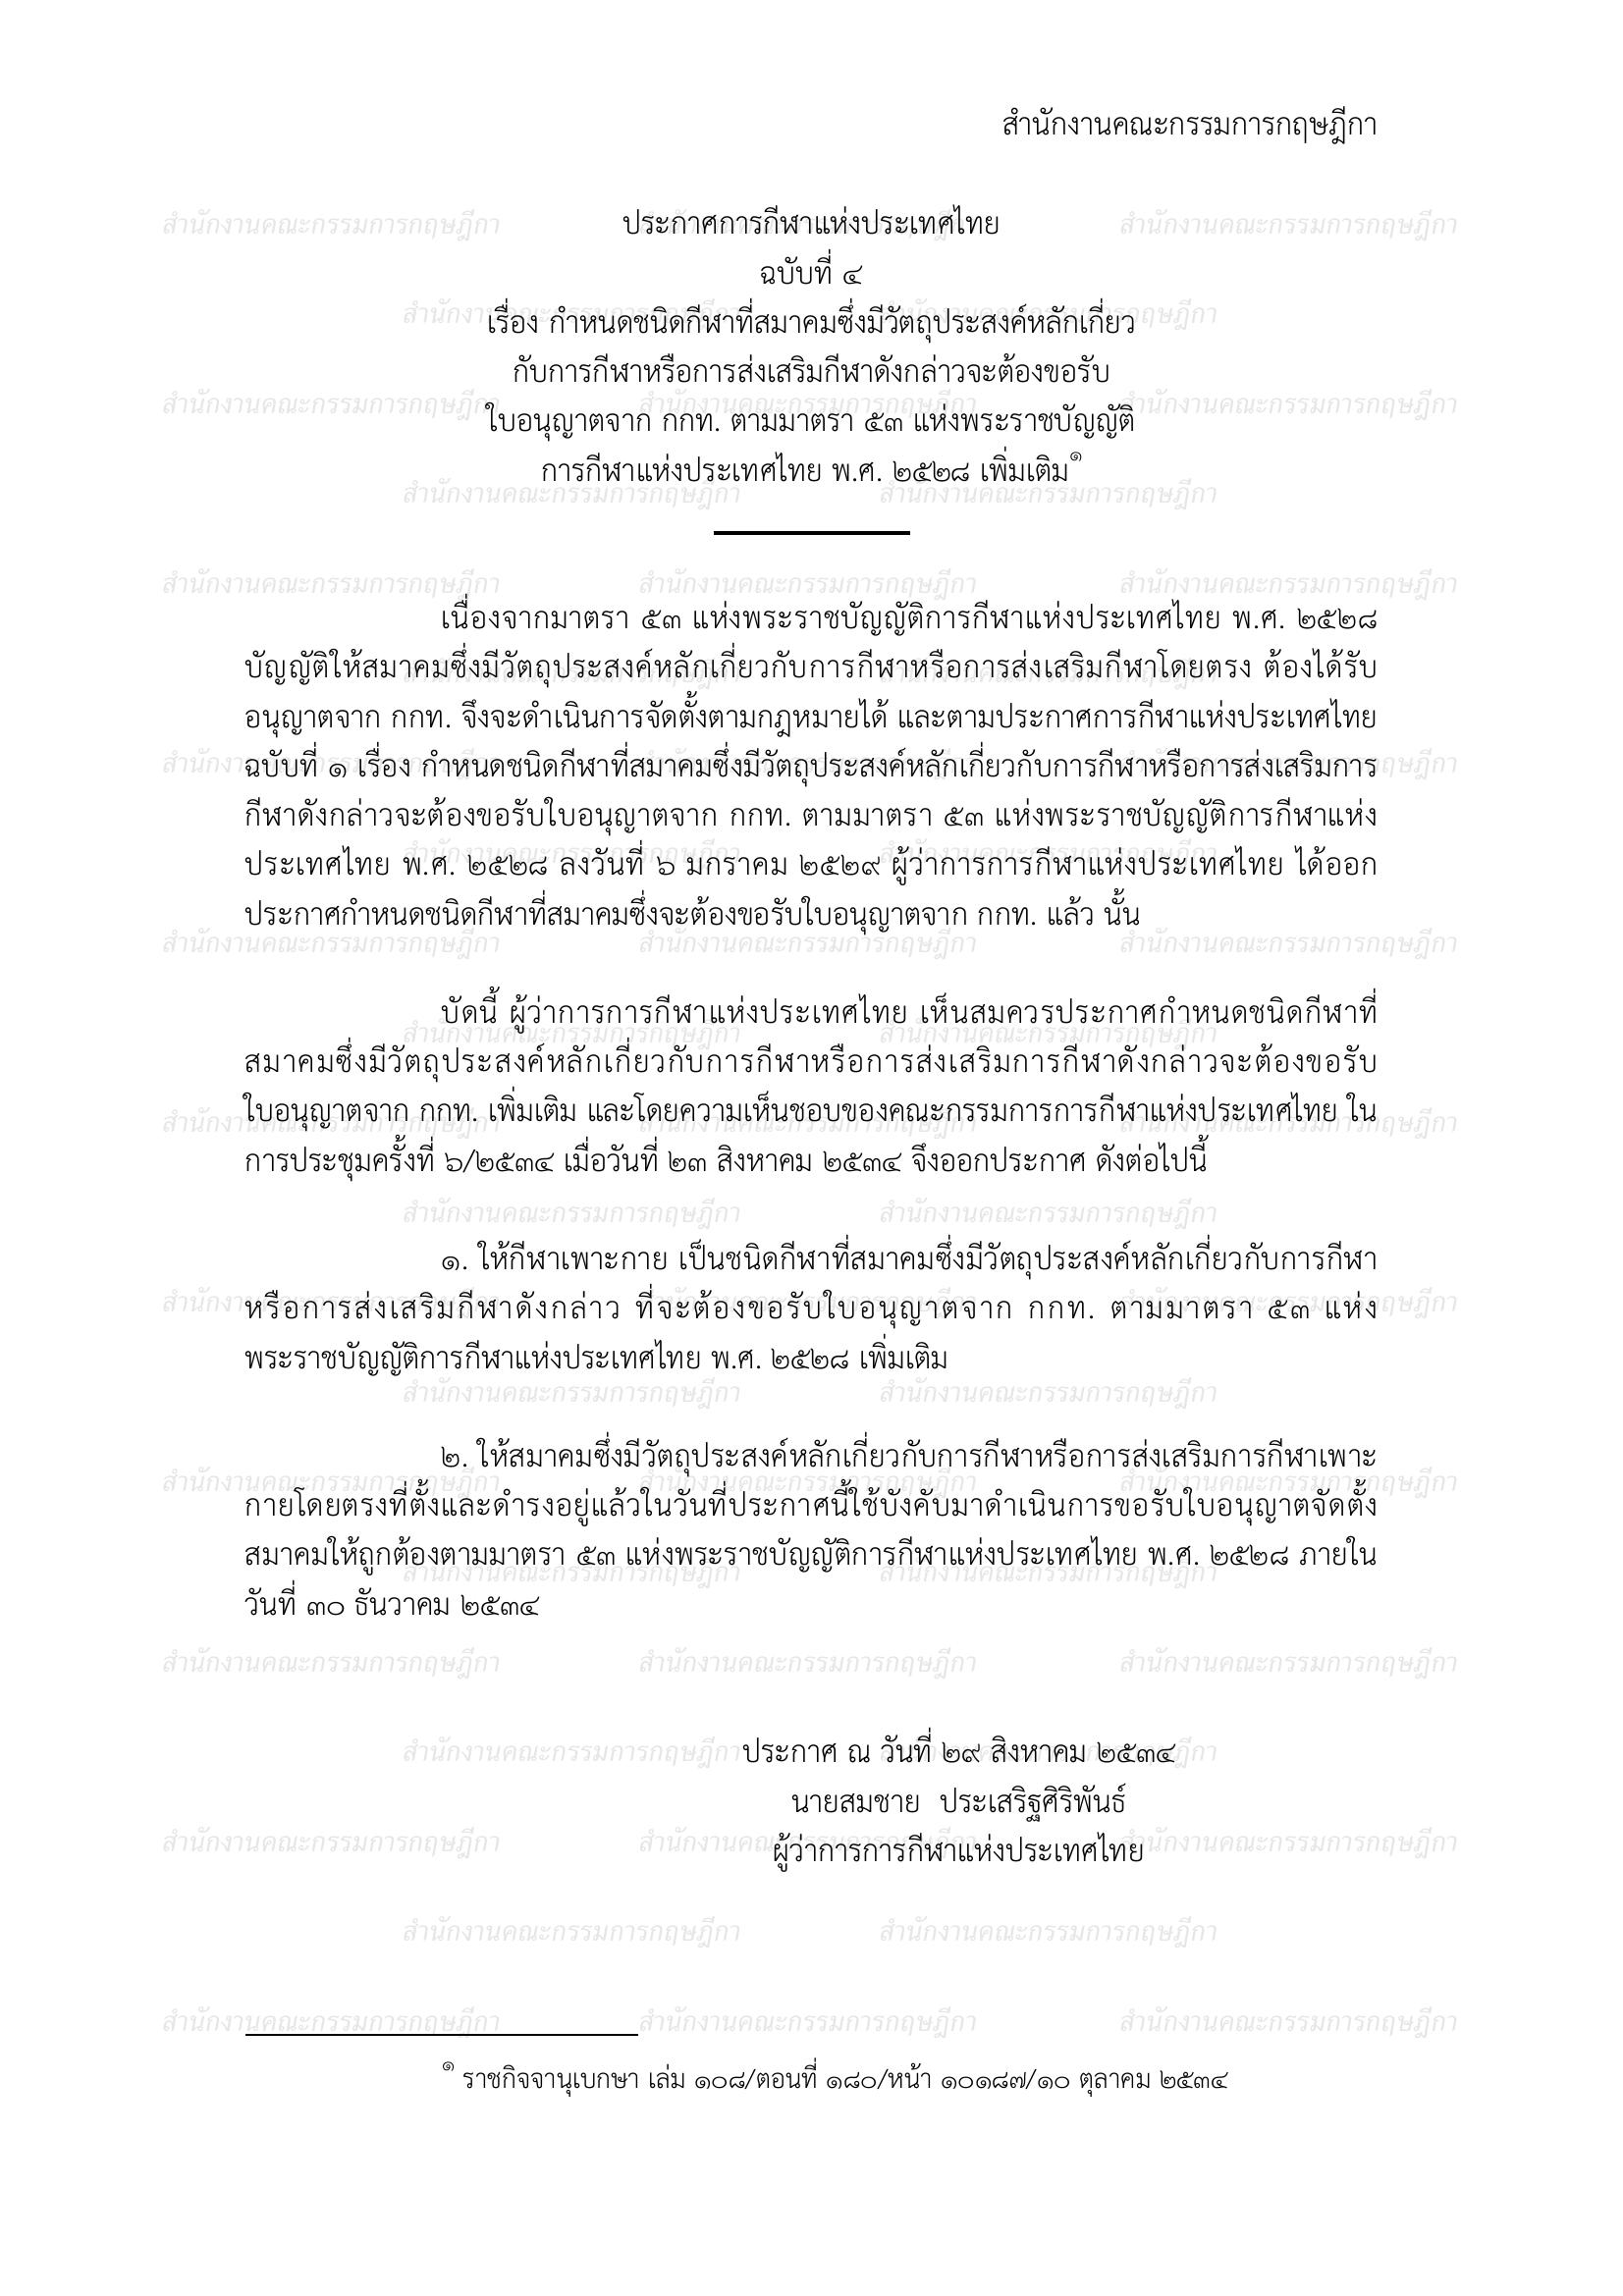 สำนักงานคณะกรรมการกฤษฎีกา
ประกาศการกีฬาแห่งประเทศไทย
ฉบับที่ ๔
เรื่อง กำหนดชนิดกีฬาที่สมาคมซึ่งมีวัตถุประสงค์หลักเกี่ยว
กับการกีฬาหรือการส่งเสริมกีฬาดังกล่าวจะต้องขอรับ
ใบอนุญาตจาก กกท. ตามมาตรา ๕๓ แห่งพระราชบัญญัติ
การกีฬาแห่งประเทศไทย พ.ศ. ๒๕๒๘ เพิ่มเติม๑
เนื่องจากมาตรา ๕๓ แห่งพระราชบัญญัติการกีฬาแห่งประเทศไทย พ.ศ. ๒๕๒๘
บัญญัติให้สมาคมซึ่งมีวัตถุประสงค์หลักเกี่ยวกับการกีฬาหรือการส่งเสริมกีฬาโดยตรง ต้องได้รับ
อนุญาตจาก กกท. จึงจะดำเนินการจัดตั้งตามกฎหมายได้ และตามประกาศการกีฬาแห่งประเทศไทย
ฉบับที่ ๑ เรื่อง กำหนดชนิดกีฬาที่สมาคมซึ่งมีวัตถุประสงค์หลักเกี่ยวกับการกีฬาหรือการส่งเสริมการ
กีฬาดังกล่าวจะต้องขอรับใบอนุญาตจาก กกท. ตามมาตรา ๕๓ แห่งพระราชบัญญัติการกีฬาแห่ง
ประเทศไทย พ.ศ. ๒๕๒๘ ลงวันที่ ๖ มกราคม ๒๕๒๙ ผู้ว่าการการกีฬาแห่งประเทศไทย ได้ออก
ประกาศกำหนดชนิดกีฬาที่สมาคมซึ่งจะต้องขอรับใบอนุญาตจาก กกท. แล้ว นั้น
บัดนี้ ผู้ว่าการการกีฬาแห่งประเทศไทย เห็นสมควรประกาศกำหนดชนิดกีฬาที่
สมาคมซึ่งมีวัตถุประสงค์หลักเกี่ยวกับการกีฬาหรือการส่งเสริมการกีฬาดังกล่าวจะต้องขอรับ
ใบอนุญาตจาก กกท. เพิ่มเติม และโดยความเห็นชอบของคณะกรรมการการกีฬาแห่งประเทศไทย ใน
การประชุมครั้งที่ ๖/๒๕๓๔ เมื่อวันที่ ๒๓ สิงหาคม ๒๕๓๔ จึงออกประกาศ ดังต่อไปนี้
๑. ให้กีฬาเพาะกาย เป็นชนิดกีฬาที่สมาคมซึ่งมีวัตถุประสงค์หลักเกี่ยวกับการกีฬา
หรือการส่งเสริมกีฬาดังกล่าว ที่จะต้องขอรับใบอนุญาตจาก กกท. ตามมาตรา ๕๓ แห่ง
พระราชบัญญัติการกีฬาแห่งประเทศไทย พ.ศ. ๒๕๒๘ เพิ่มเติม
๒. ให้สมาคมซึ่งมีวัตถุประสงค์หลักเกี่ยวกับการกีฬาหรือการส่งเสริมการกีฬาเพาะ
กายโดยตรงที่ตั้งและดำรงอยู่แล้วในวันที่ประกาศนี้ใช้บังคับมาดำเนินการขอรับใบอนุญาตจัดตั้ง
สมาคมให้ถูกต้องตามมาตรา ๕๓ แห่งพระราชบัญญัติการกีฬาแห่งประเทศไทย พ.ศ. ๒๕๒๘ ภายใน
วันที่ ๓๐ ธันวาคม ๒๕๓๔
ประกาศ ณ วันที่ ๒๙ สิงหาคม ๒๕๓๔
นายสมชาย ประเสริฐศิริพันธ์
ผู้ว่าการการกีฬาแห่งประเทศไทย
๑ ราชกิจจานุเบกษา เล่ม ๑๐๘/ตอนที่ ๑๘๐/หน้า ๑๐๑๘๗/๑๐ ตุลาคม ๒๕๓๔